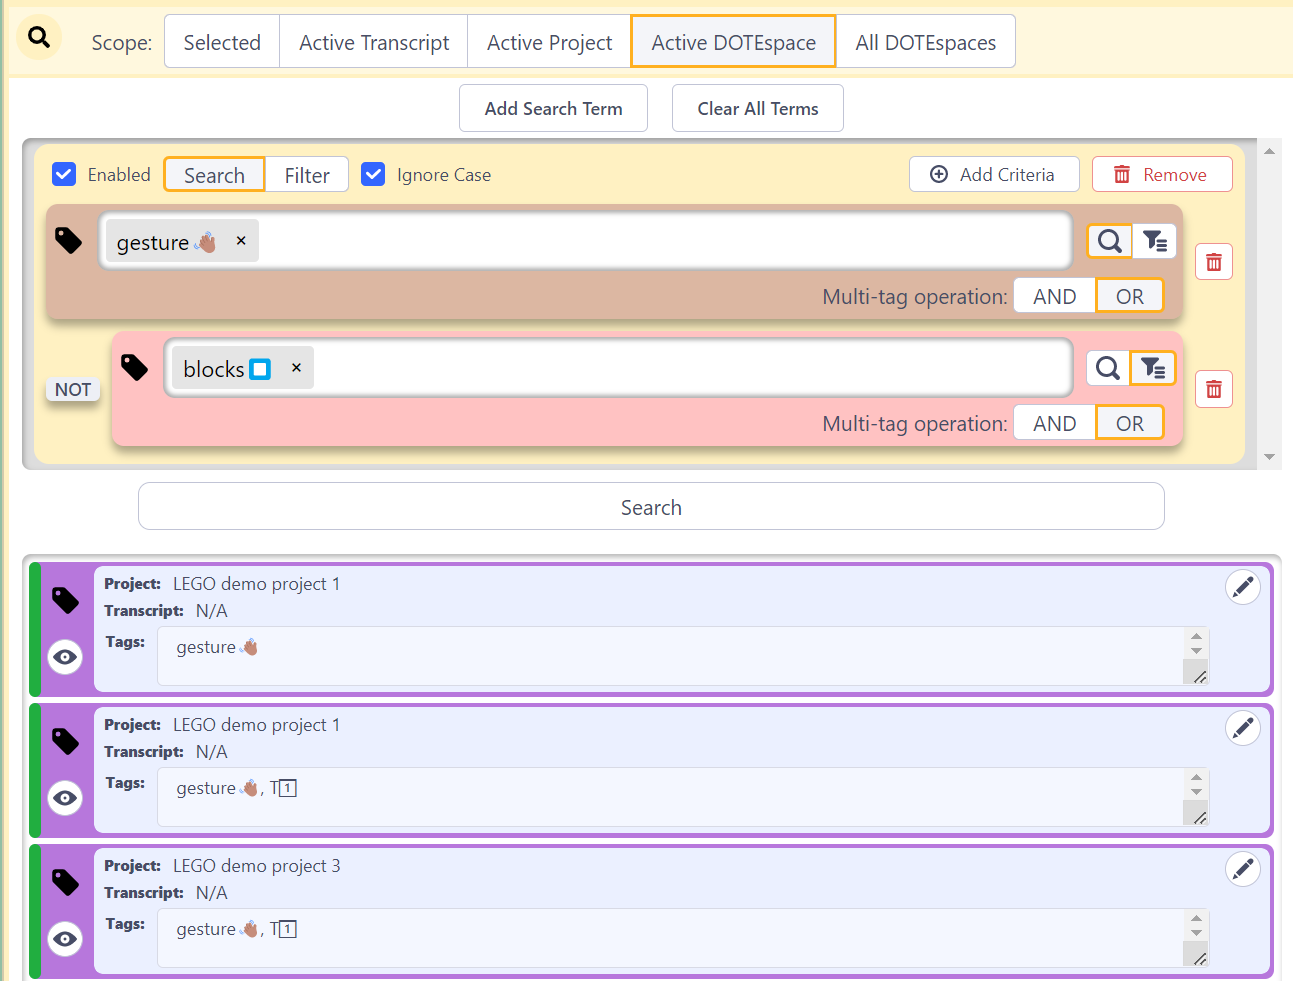 Scope: Selected Active Transcript Active Project Active DOTEspace All DOTEspaces
Add Search Term Clear All Terms
Enabled Search Filter Ignore Case Add Criteria Remove
gesture👋🏽 ×
Multi-tag operation: AND OR
blocks ×
NOT
Multi-tag operation: AND OR
Search
Project: LEGO demo project 1
Transcript: N/A
Tags: gesture👋🏽
Project: LEGO demo project 1
Transcript: N/A
Tags: gesture👋🏽, T1
Project: LEGO demo project 3
Transcript: N/A
Tags: gesture👋🏽, T1